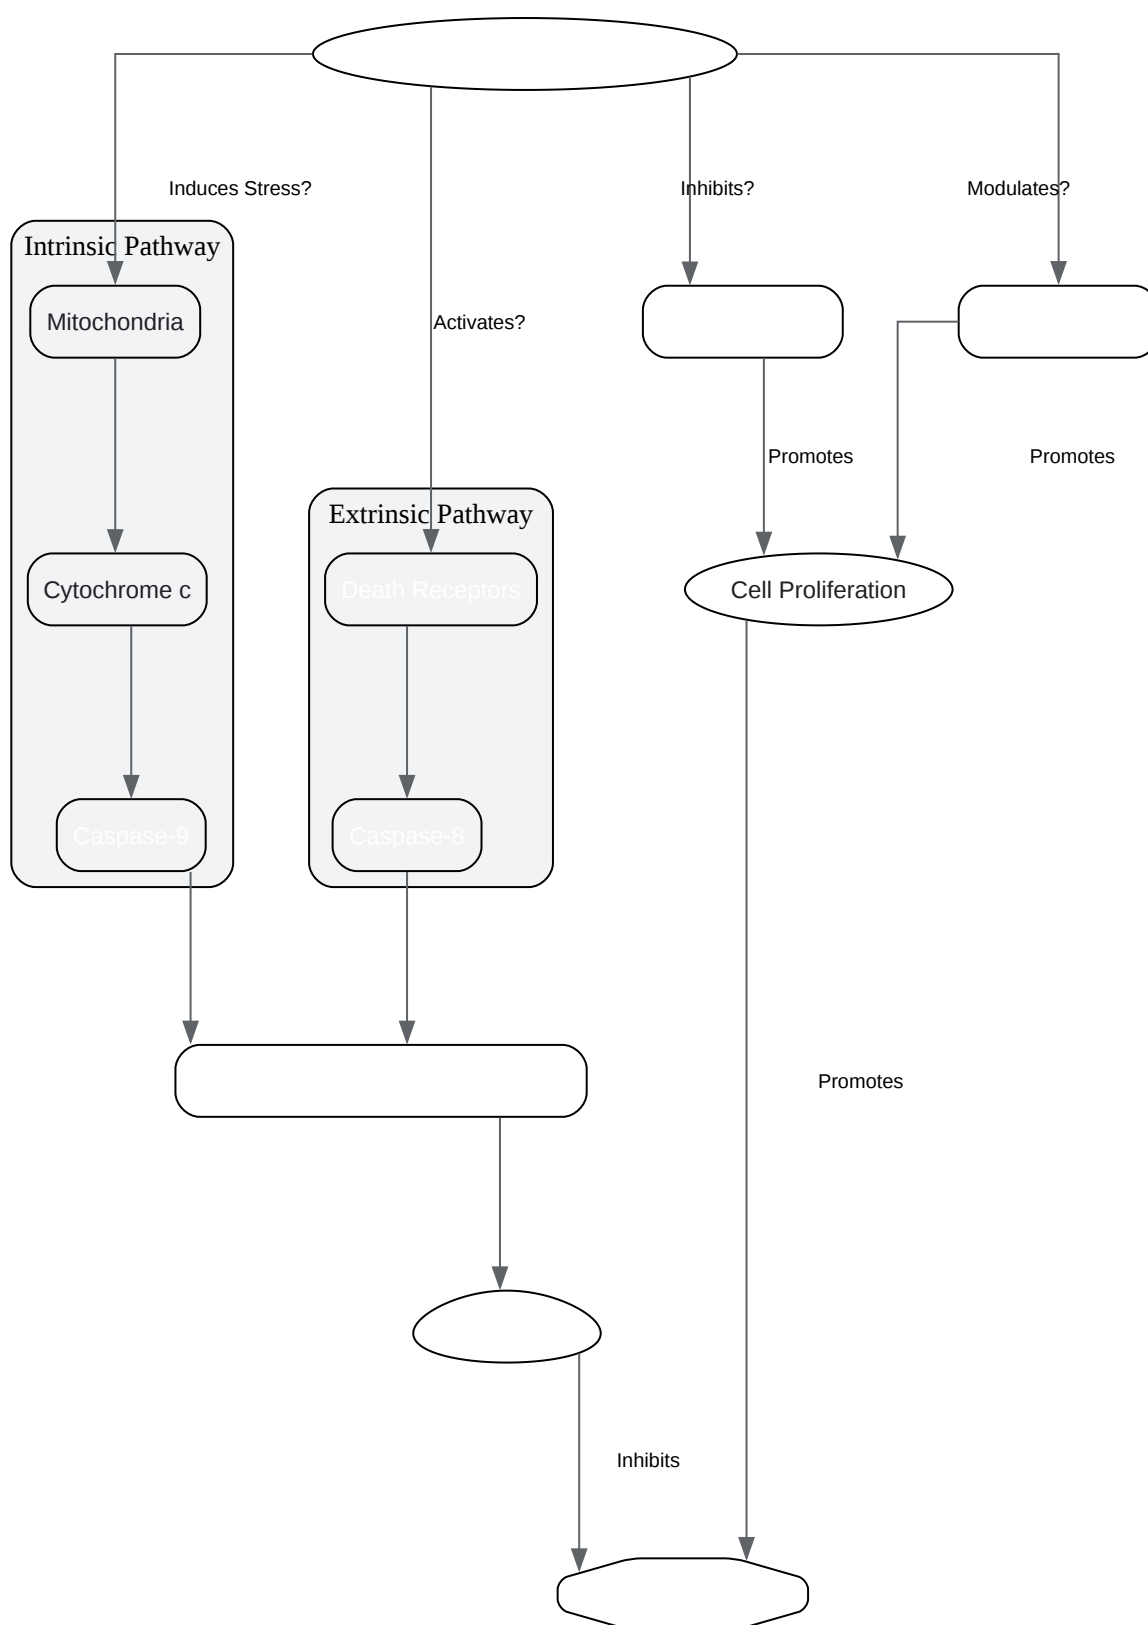 Induces Stress?
Inhibits?
Modulates?
Intrinsic Pathway
Mitochondria
Activates?
Promotes
Promotes
Extrinsic Pathway
Cytochrome c
Death Receptors
Cell Proliferation
Caspase-9
Caspase-8
Promotes
Inhibits